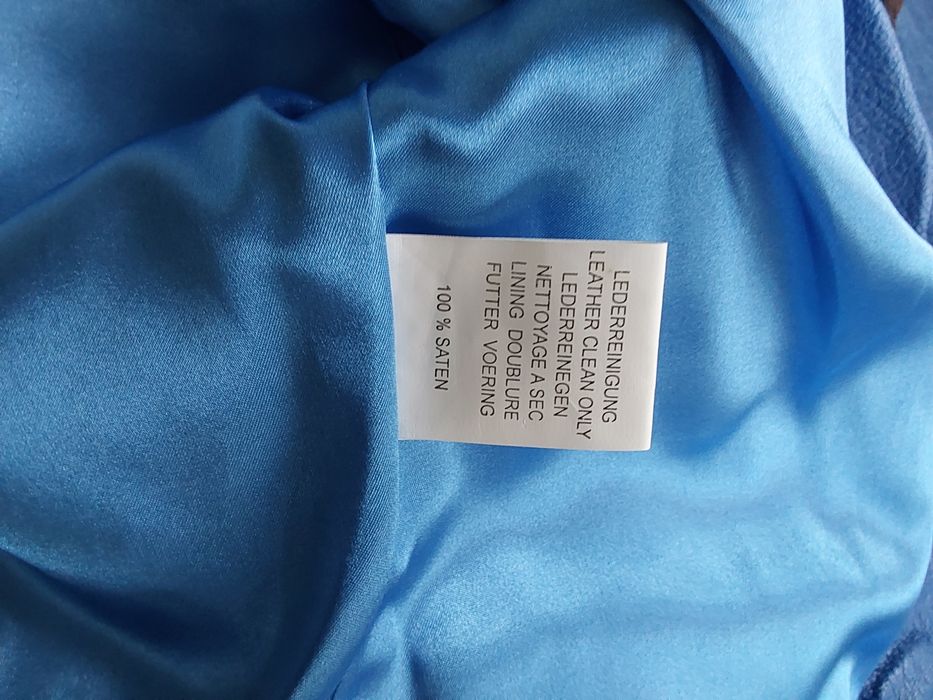 LEDERREINIGUNG
LEATHER CLEAN ONLY
LEDERREINEGEN
NETTOYAGE A SEC
LINING DOUBLURE
FUTTER VOERING
100 % SATEN